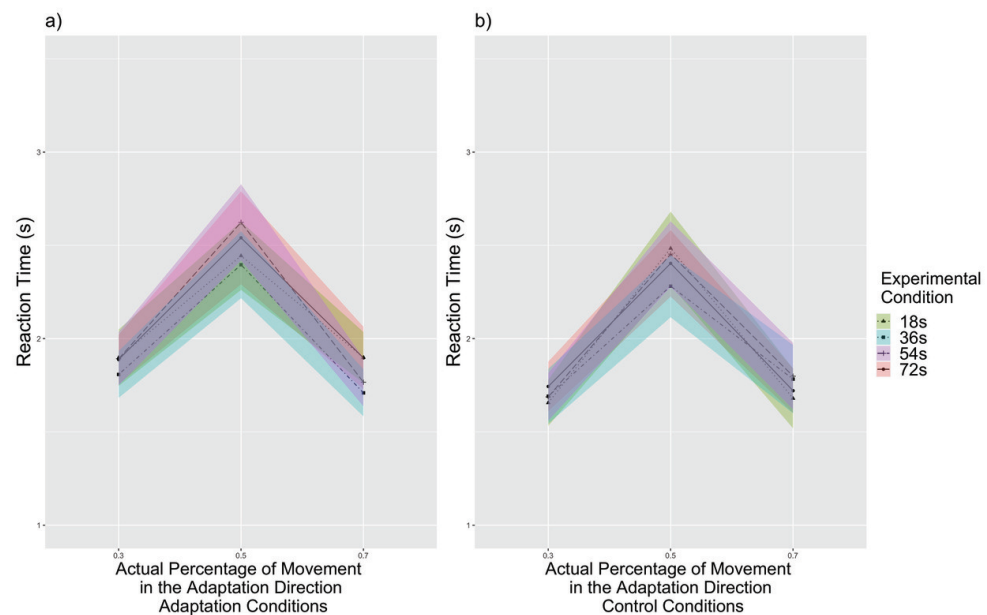 a)
Reaction Time (s)
3-
2-
1-
0.3
0.5
0.7
Actual Percentage of Movement
in the Adaptation Direction
Adaptation Conditions
b)
Reaction Time (s)
3-
2-
1-
0.3
0.5
0.7
Actual Percentage of Movement
in the Adaptation Direction
Control Conditions
Experimental
Condition
18s
36s
54s
72s